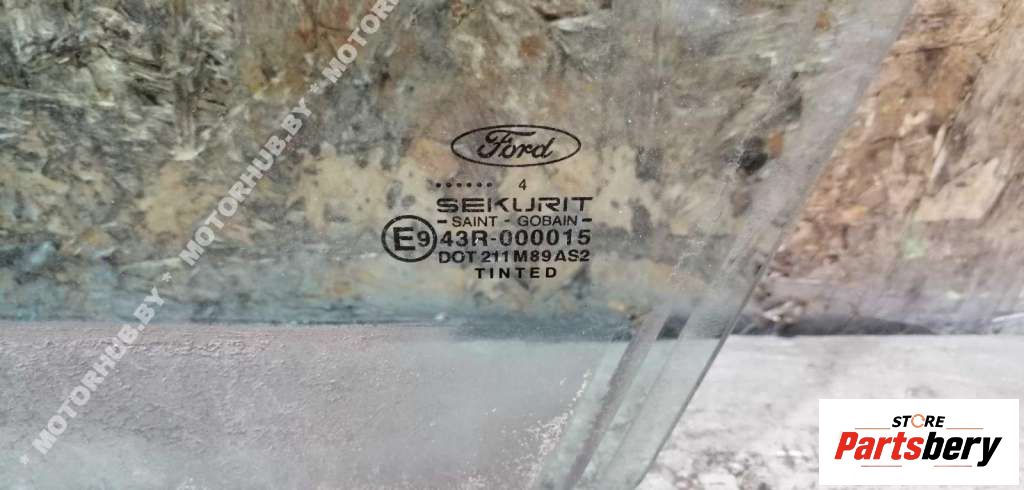 Ford
...... 4
SEKURIT
- SAINT - GOBAIN -
E9 43R-000015
DOT 211 M89 AS2
TINTED
* MOTORHUB.BY * MOTORHUB.BY * MOTORHUB.BY *
STORE
Partsbery